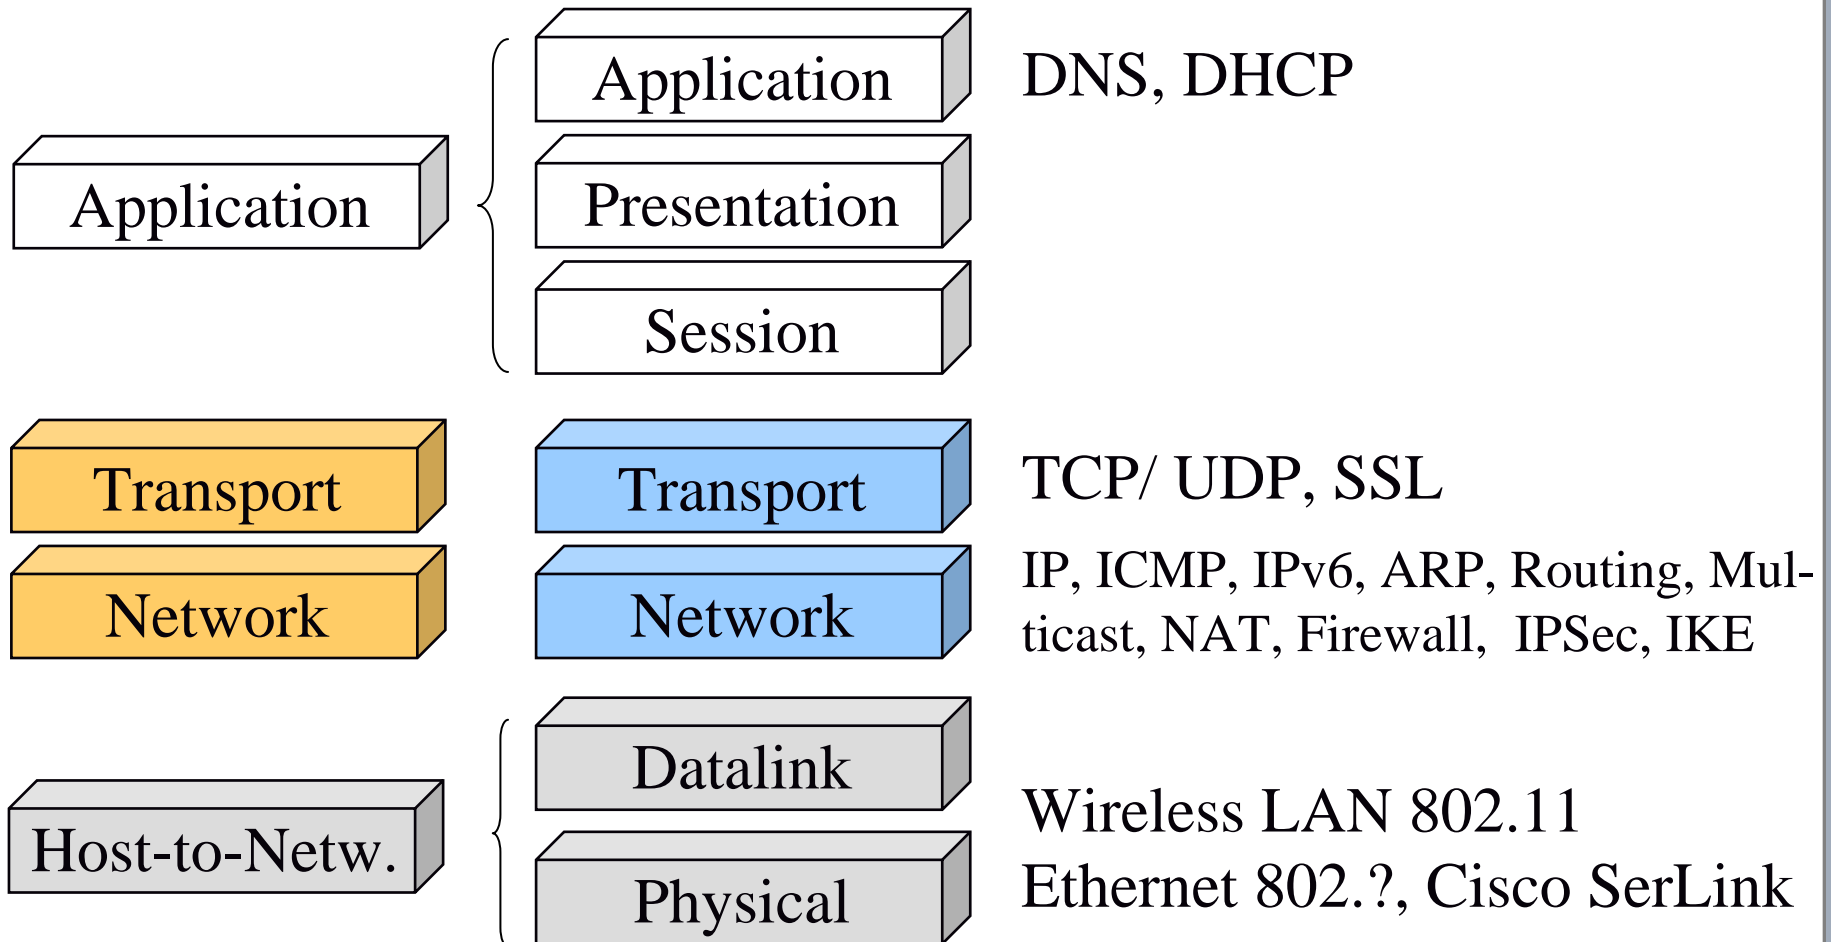 Application
DNS, DHCP
Application
Presentation
Session
Transport
Transport
TCP/ UDP, SSL
Network
Network
IP, ICMP, IPv6, ARP, Routing, Mul-
ticast, NAT, Firewall, IPSec, IKE
Host-to-Netw.
Datalink
Physical
Wireless LAN 802.11
Ethernet 802.?, Cisco SerLink